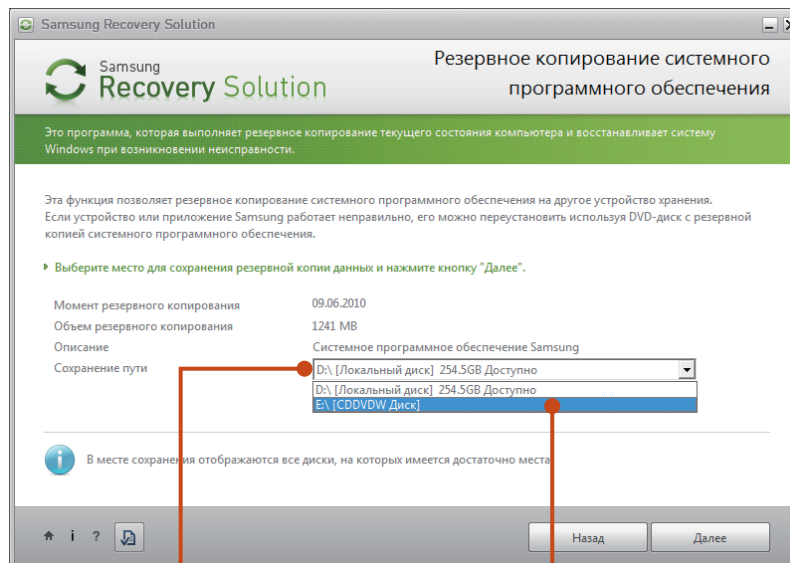 Samsung Recovery Solution
Samsung
Recovery Solution
Резервное копирование системного
программного обеспечения
Это программа, которая выполняет резервное копирование текущего состояния компьютера и восстанавливает систему
Windows при возникновении неисправности.
Эта функция позволяет резервное копирование системного программного обеспечения на другое устройство хранения.
Если устройство или приложение Samsung работает неправильно, его можно переустановить используя DVD-диск с резервной
копией системного программного обеспечения.
Выберите место для сохранения резервной копии данных и нажмите кнопку "Далее".
Момент резервного копирования 09.06.2010
Объем резервного копирования 1241 MB
Описание Системное программное обеспечение Samsung
Сохранение пути D:\ [Локальный диск] 254.5GB Доступно
D:\ [Локальный диск] 254.5GB Доступно
E:\ [CDDVDW Диск]
В месте сохранения отображаются все диски, на которых имеется достаточно места
i ? Назад Далее